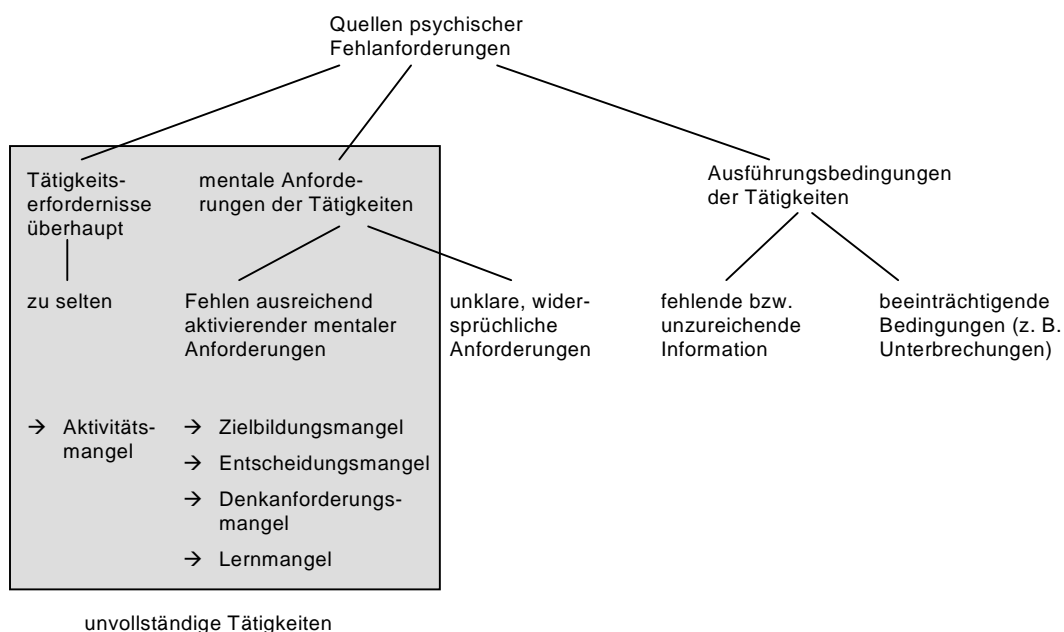 Quellen psychischer
Fehlanforderungen
Tätigkeits-
erfordernisse
überhaupt
mentale Anforde-
rungen der Tätigkeiten
Ausführungsbedingungen
der Tätigkeiten
zu selten
Fehlen ausreichend
aktivierender mentaler
Anforderungen
unklare, wider-
sprüchliche
Anforderungen
fehlende bzw.
unzureichende
Information
beeinträchtigende
Bedingungen (z. B.
Unterbrechungen)
→ Aktivitäts-
mangel
→ Zielbildungsmangel
→ Entscheidungsmangel
→ Denkanforderungs-
mangel
→ Lernmangel
unvollständige Tätigkeiten